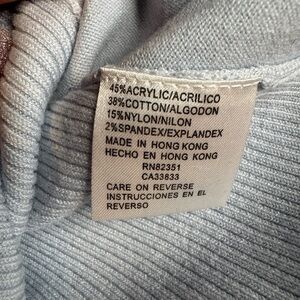 45%ACRYLIC/ACRILICO
38%COTTON/ALGODON
15%NYLON/NILON
2%SPANDEX/EXPLANDEX
MADE IN HONG KONG
HECHO EN HONG KONG
RN82351
CA33833
CARE ON REVERSE
INSTRUCCIONES EN EL
REVERSO